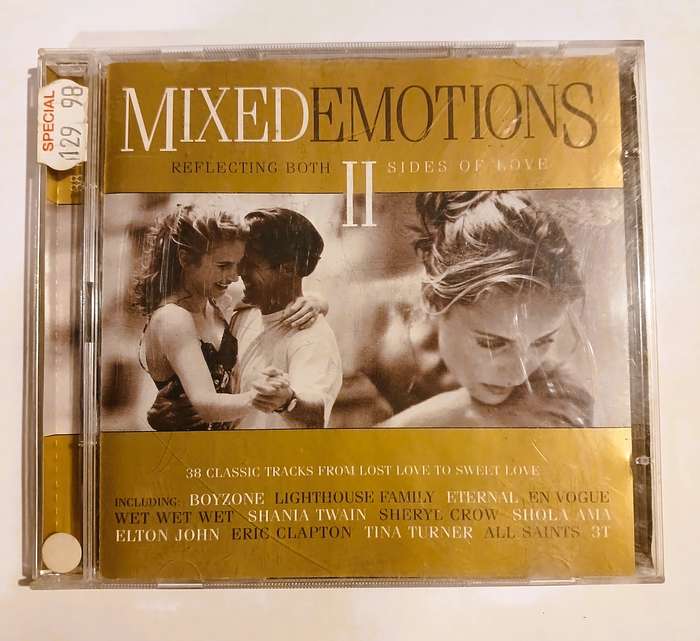 SPECIAL
129 98
38
MIXEDEMOTIONS
REFLECTING BOTH II SIDES OF LOVE
38 CLASSIC TRACKS FROM LOST LOVE TO SWEET LOVE
INCLUDING: BOYZONE LIGHTHOUSE FAMILY ETERNAL EN VOGUE
WET WET WET SHANIA TWAIN SHERYL CROW SHOLA AMA
ELTON JOHN ERIC CLAPTON TINA TURNER ALL SAINTS 3T